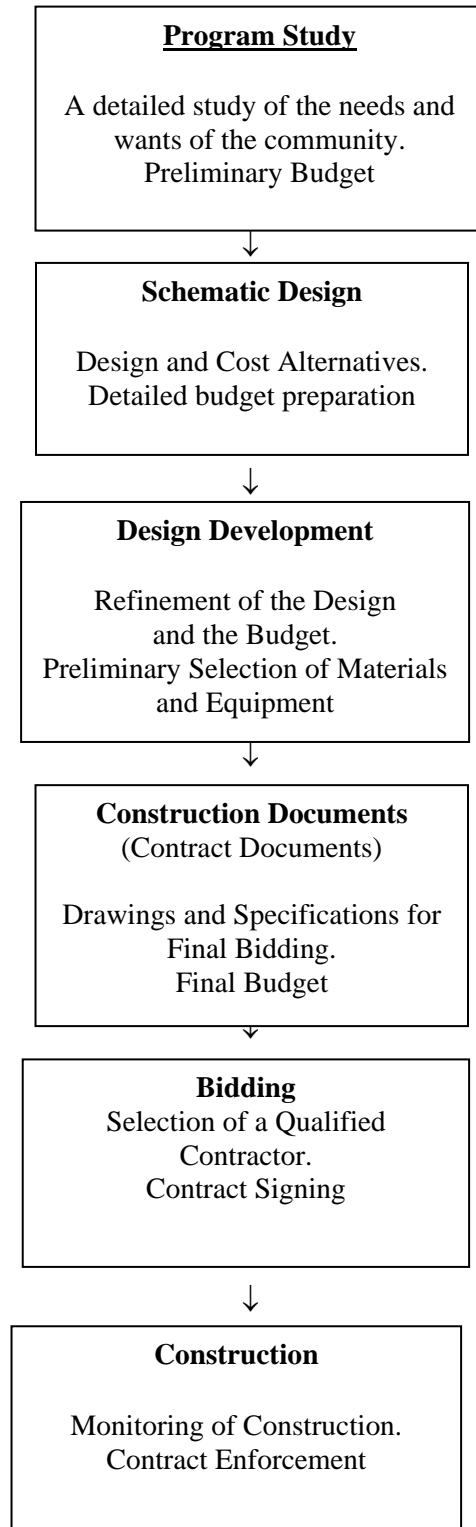 Program Study
A detailed study of the needs and
wants of the community.
Preliminary Budget
↓
Schematic Design
Design and Cost Alternatives.
Detailed budget preparation
↓
Design Development
Refinement of the Design
and the Budget.
Preliminary Selection of Materials
and Equipment
↓
Construction Documents
(Contract Documents)
Drawings and Specifications for
Final Bidding.
Final Budget
↓
Bidding
Selection of a Qualified
Contractor.
Contract Signing
↓
Construction
Monitoring of Construction.
Contract Enforcement